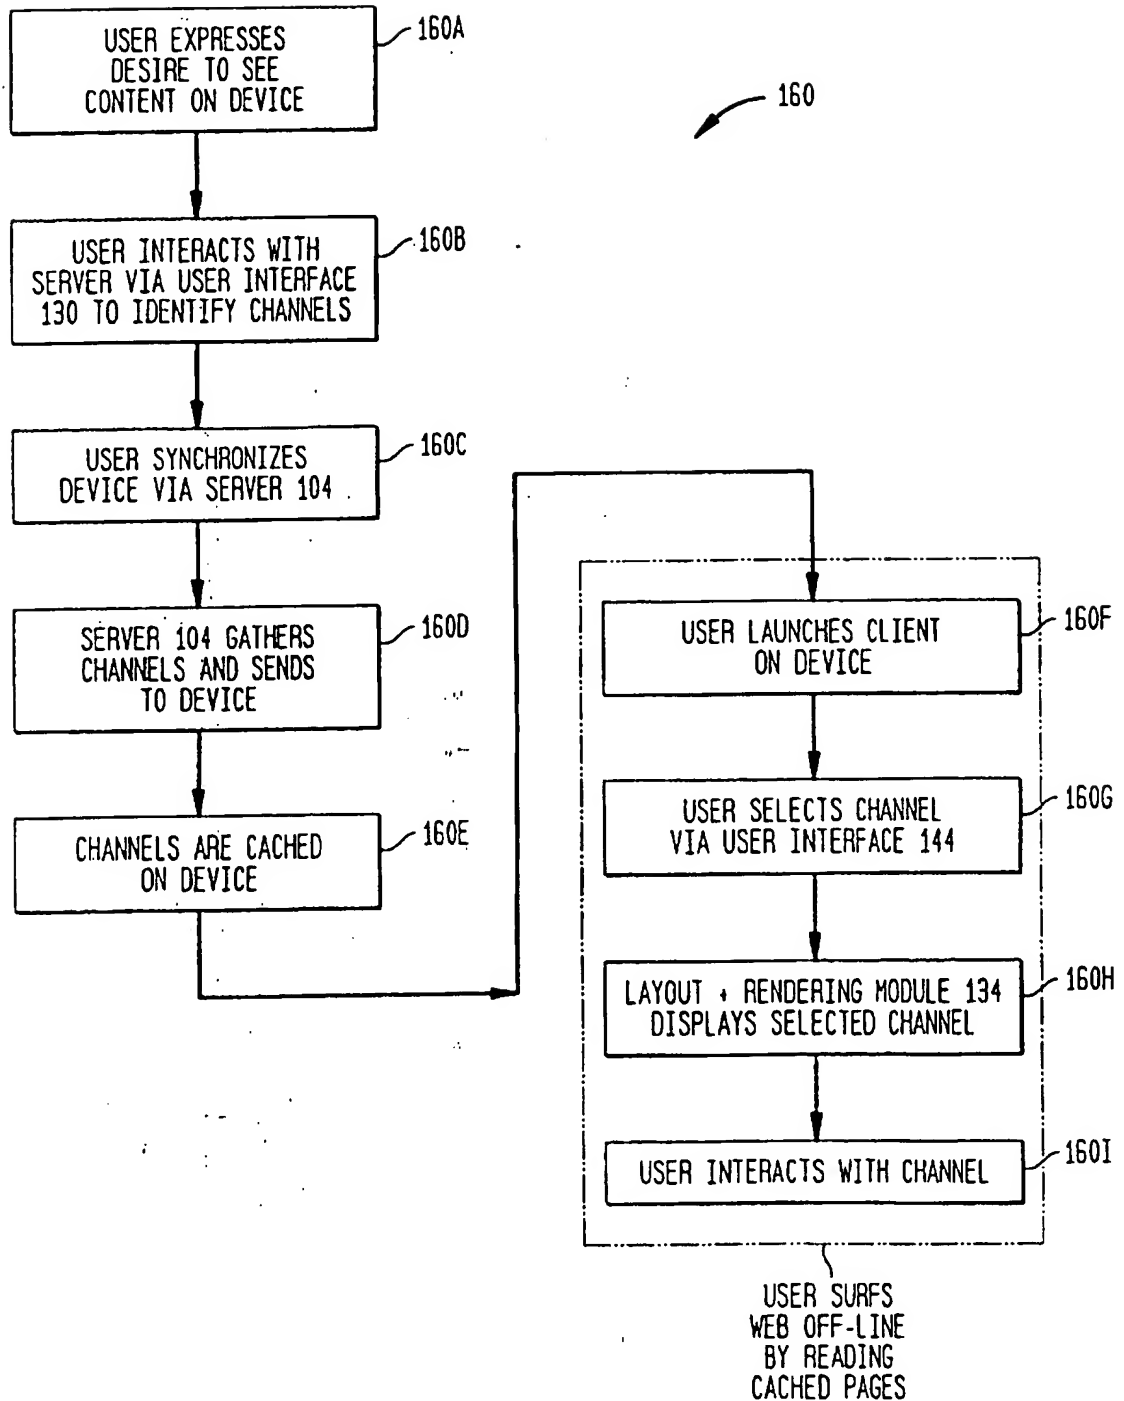 USER EXPRESSES
DESIRE TO SEE
CONTENT ON DEVICE
160A
160
USER INTERACTS WITH
SERVER VIA USER INTERFACE
130 TO IDENTIFY CHANNELS
160B
USER SYNCHRONIZES
DEVICE VIA SERVER 104
160C
SERVER 104 GATHERS
CHANNELS AND SENDS
TO DEVICE
160D
CHANNELS ARE CACHED
ON DEVICE
160E
USER LAUNCHES CLIENT
ON DEVICE
160F
USER SELECTS CHANNEL
VIA USER INTERFACE 144
160G
LAYOUT + RENDERING MODULE 134
DISPLAYS SELECTED CHANNEL
160H
USER INTERACTS WITH CHANNEL
160I
USER SURFS
WEB OFF-LINE
BY READING
CACHED PAGES